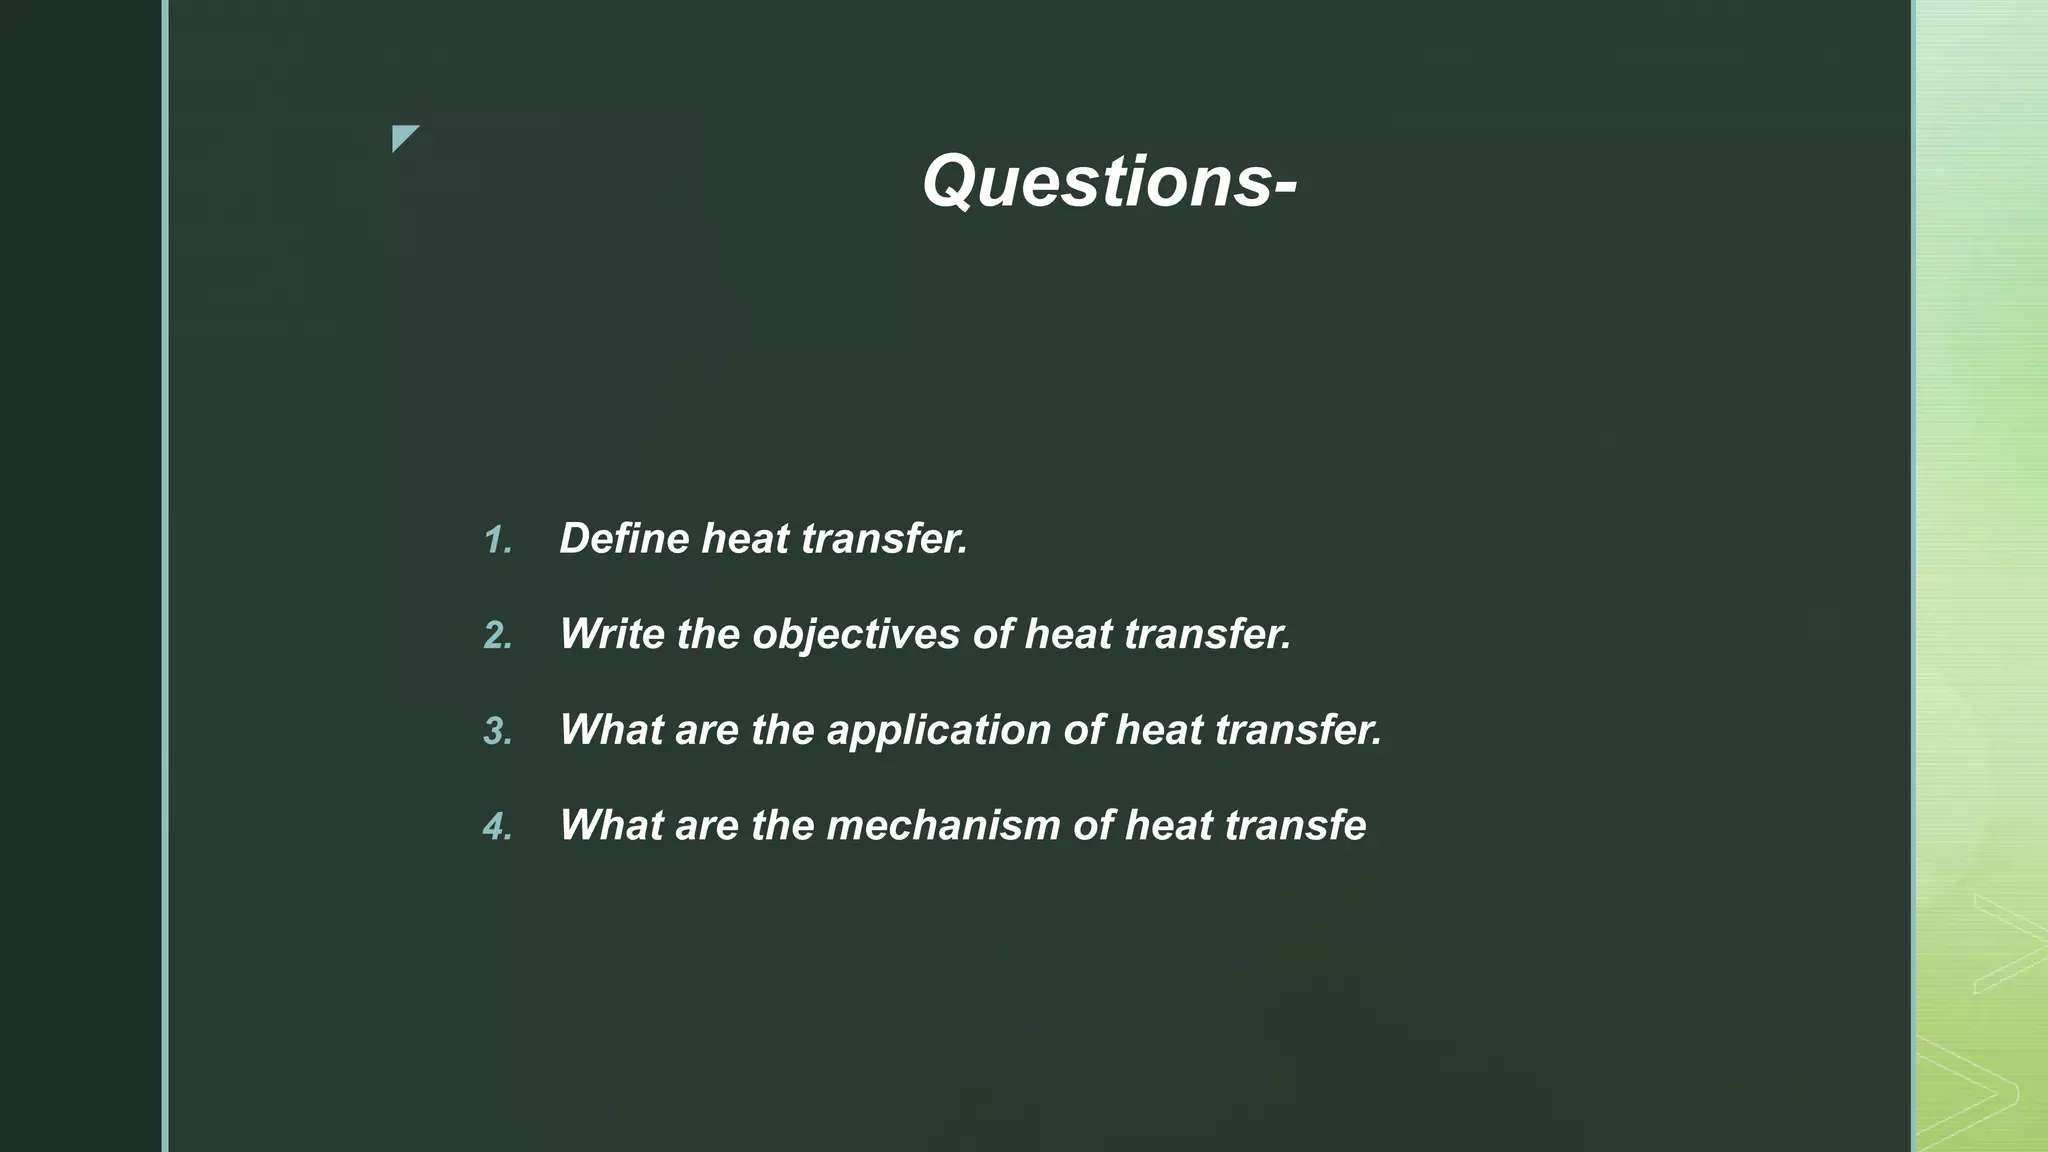 Questions-
1. Define heat transfer.
2. Write the objectives of heat transfer.
3. What are the application of heat transfer.
4. What are the mechanism of heat transfe